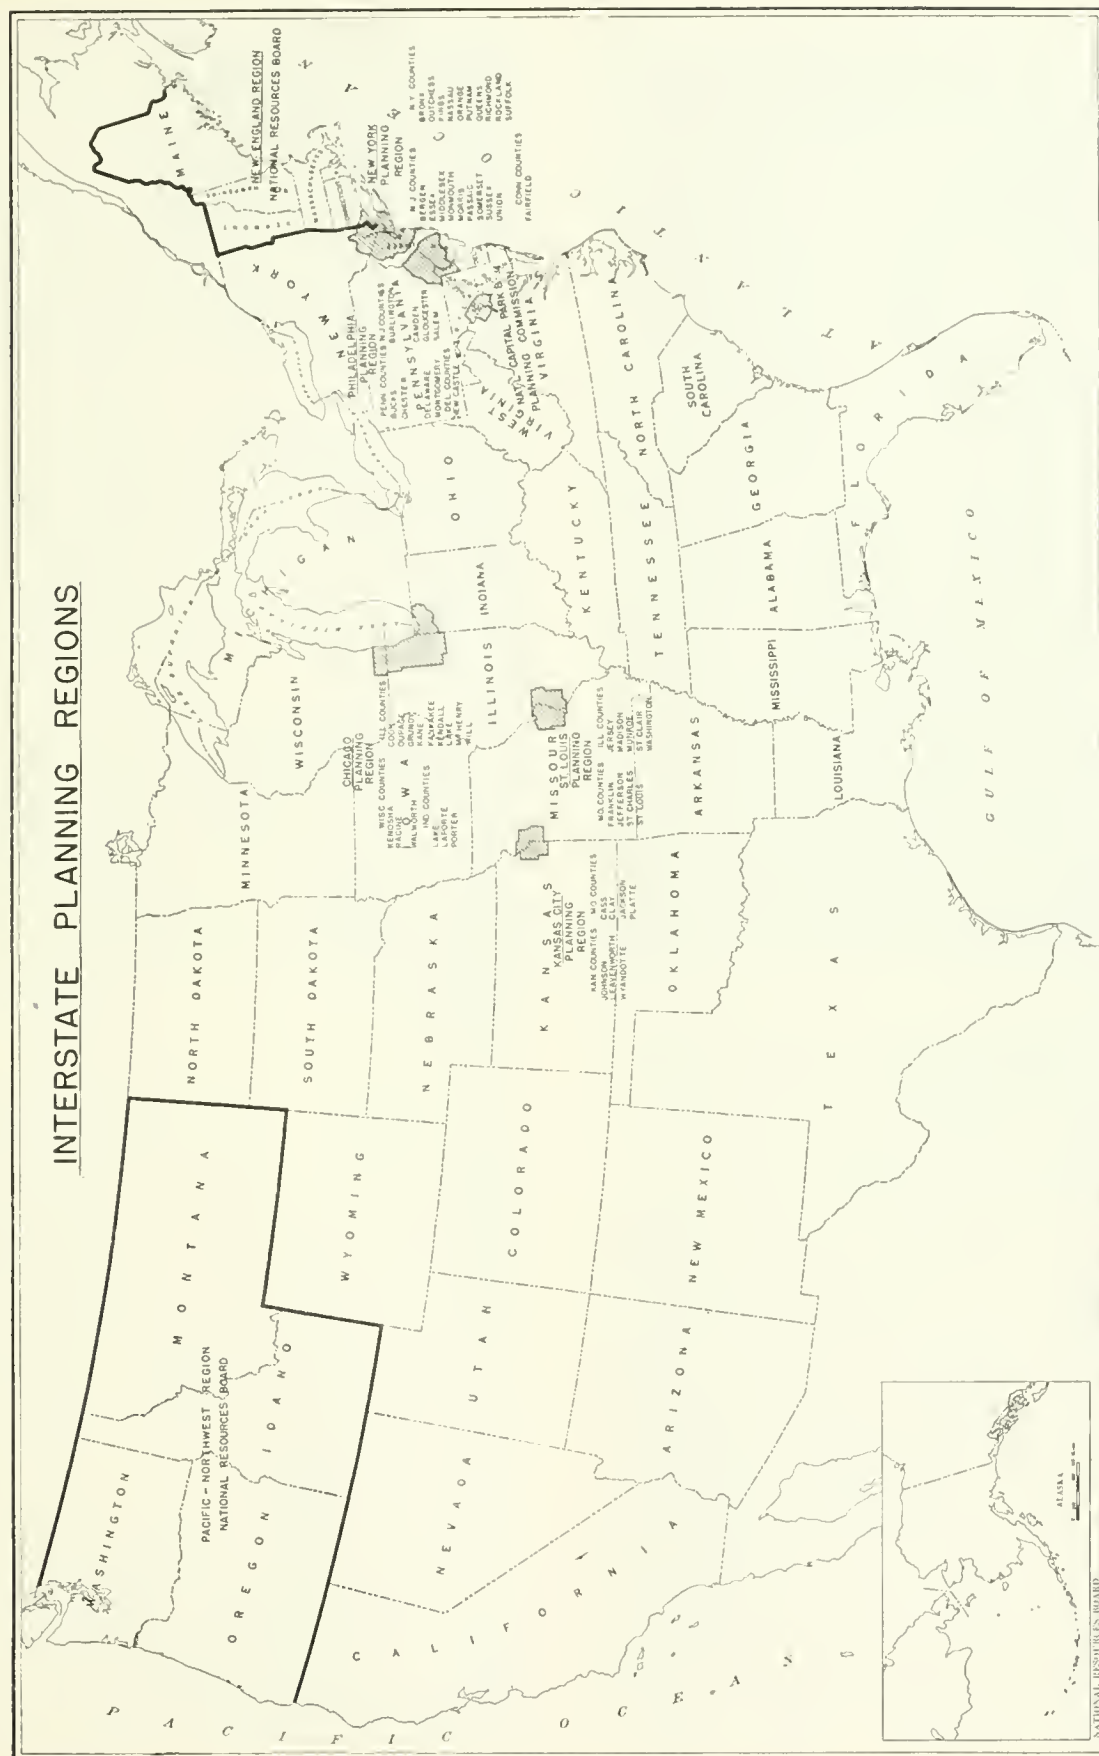 INTERSTATE PLANNING REGIONS
WASHINGTON
OREGON
PACIFIC-NORTHWEST REGION
NATIONAL RESOURCES BOARD
IDAHO
MONTANA
CALIFORNIA
NEVADA
UTAH
ARIZONA
WYOMING
COLORADO
NEW MEXICO
NORTH DAKOTA
SOUTH DAKOTA
NEBRASKA
KANSAS
KANSAS CITY
PLANNING
REGION
KAN COUNTIES
JOHNSON
LEAVENWORTH
WYANDOTTE
MO COUNTIES
CASS
CLAY
JACKSON
PLATTE
OKLAHOMA
TEXAS
MINNESOTA
WISCONSIN
CHICAGO
PLANNING
REGION
WISC COUNTIES
KENOSHA
RACINE
WALWORTH
IND COUNTIES
LAKE
LAPORTE
PORTER
ILL COUNTIES
COOK
DUPAGE
GRUNDY
KANE
KANKAKEE
KENDALL
LAKE
McHENRY
WILL
IOWA
MISSOURI
ST. LOUIS
PLANNING
REGION
MO. COUNTIES
FRANKLIN
JEFFERSON
ST CHARLES
ST LOUIS
ILL COUNTIES
JERSEY
MADISON
MONROE
ST CLAIR
WASHINGTON
ARKANSAS
LOUISIANA
ILLINOIS
INDIANA
MICHIGAN
SUPERIOR
OHIO
KENTUCKY
TENNESSEE
MISSISSIPPI
ALABAMA
GEORGIA
FLORIDA
SOUTH
CAROLINA
NORTH CAROLINA
VIRGINIA
WEST
VIRGINIA
NATL CAPITAL PARK &
PLANNING COMMISSION
PENNSYLVANIA
PHILADELPHIA
PLANNING
REGION
PENN COUNTIES
BUCKS
CHESTER
DELAWARE
MONTGOMERY
DEL COUNTIES
NEW CASTLE
N J COUNTIES
BURLINGTON
CAMDEN
GLOUCESTER
SALEM
NEW YORK
MAINE
MASSACHUSETTS
NEW ENGLAND REGION
NATIONAL RESOURCES BOARD
NEW YORK
PLANNING
REGION
N J COUNTIES
BERGEN
ESSEX
MIDDLESEX
MONMOUTH
MORRIS
PASSAIC
SOMERSET
SUSSEX
UNION
N.Y COUNTIES
BRONX
DUTCHESS
KINGS
NASSAU
ORANGE
PUTNAM
QUEENS
RICHMOND
ROCKLAND
SUFFOLK
CONN COUNTIES
FAIRFIELD
PACIFIC OCEAN
GULF OF MEXICO
ATLANTIC OCEAN
ALASKA
NATIONAL RESOURCES BOARD